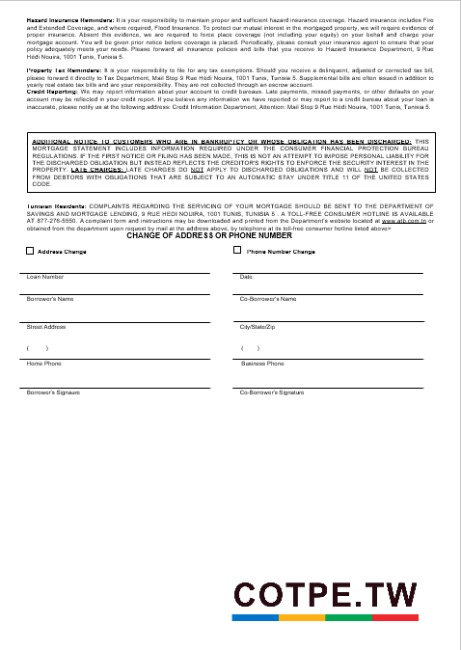 Hazard Insurance Reminders: It is your responsibility to maintain proper and sufficient hazard insurance coverage. Hazard insurance includes Fire
and Extended Coverage, and where required, Flood Insurance. To protect our mutual interest in the mortgaged property, we will require evidence of
proper insurance. Absent this evidence, we are required to force place coverage (not including your equity) on your behalf and charge your
mortgage account. You will be given prior notice before coverage is placed. Periodically, please consult your insurance agent to ensure that your
policy adequately meets your needs. Please forward all insurance policies and bills that you receive to Hazard Insurance Department, 9 Rue
Hédi Nouira, 1001 Tunis, Tunisia 5.
Property Tax Reminders: It is your responsibility to file for any tax exemptions. Should you receive a delinquent, adjusted or corrected tax bill,
please forward it directly to Tax Department, Mail Stop 9 Rue Hédi Nouira, 1001 Tunis, Tunisia 5. Supplemental bills are often issued in addition to
yearly real estate tax bills and are your responsibility. They are not collected through an escrow account.
Credit Reporting: We may report information about your account to credit bureaus. Late payments, missed payments, or other defaults on your
account may be reflected in your credit report. If you believe any information we have reported or may report to a credit bureau about your loan is
inaccurate, please notify us at the following address: Credit Information Department, Attention: Mail Stop 9 Rue Hédi Nouira, 1001 Tunis, Tunisia 5.
ADDITIONAL NOTICE TO CUSTOMERS WHO ARE IN BANKRUPTCY OR WHOSE OBLIGATION HAS BEEN DISCHARGED: THIS
MORTGAGE STATEMENT INCLUDES INFORMATION REQUIRED UNDER THE CONSUMER FINANCIAL PROTECTION BUREAU
REGULATIONS. IF THE FIRST NOTICE OR FILING HAS BEEN MADE, THIS IS NOT AN ATTEMPT TO IMPOSE PERSONAL LIABILITY FOR
THE DISCHARGED OBLIGATION BUT INSTEAD REFLECTS THE CREDITOR'S RIGHTS TO ENFORCE THE SECURITY INTEREST IN THE
PROPERTY. LATE CHARGES: LATE CHARGES DO NOT APPLY TO DISCHARGED OBLIGATIONS AND WILL NOT BE COLLECTED
FROM DEBTORS WITH OBLIGATIONS THAT ARE SUBJECT TO AN AUTOMATIC STAY UNDER TITLE 11 OF THE UNITED STATES
CODE.
Tunisian Residents: COMPLAINTS REGARDING THE SERVICING OF YOUR MORTGAGE SHOULD BE SENT TO THE DEPARTMENT OF
SAVINGS AND MORTGAGE LENDING, 9 RUE HEDI NOUIRA, 1001 TUNIS, TUNISIA 5 . A TOLL-FREE CONSUMER HOTLINE IS AVAILABLE
AT 877-276-5550. A complaint form and instructions may be downloaded and printed from the Department's website located at www.atb.com.tn or
obtained from the department upon request by mail at the address above, by telephone at its toll-free consumer hotline listed above>
CHANGE OF ADDRESS OR PHONE NUMBER
Address Change Phone Number Change
Loan Number Date
Borrower's Name Co-Borrower's Name
Street Address City/State/Zip
( ) ( )
Home Phone Business Phone
Borrower's Signaure Co-Borrower's Signature
COTPE.TW